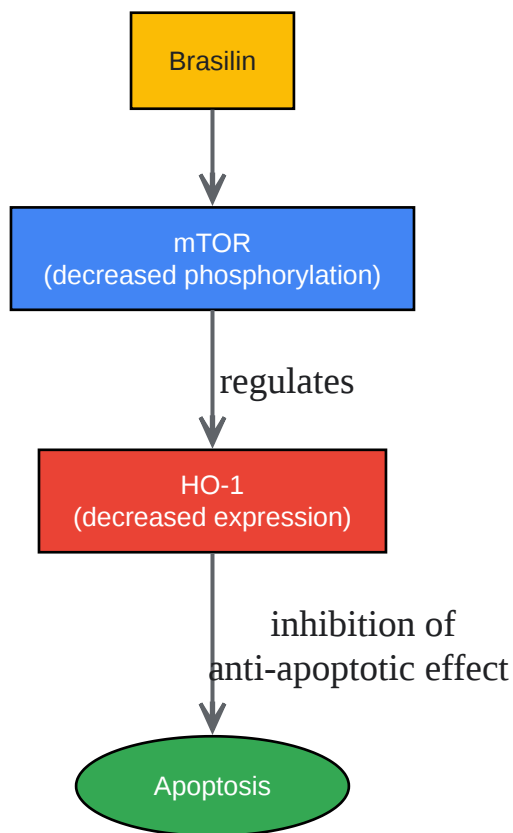 Brasilin
mTOR
(decreased phosphorylation)
regulates
HO-1
(decreased expression)
inhibition of
anti-apoptotic effect
Apoptosis